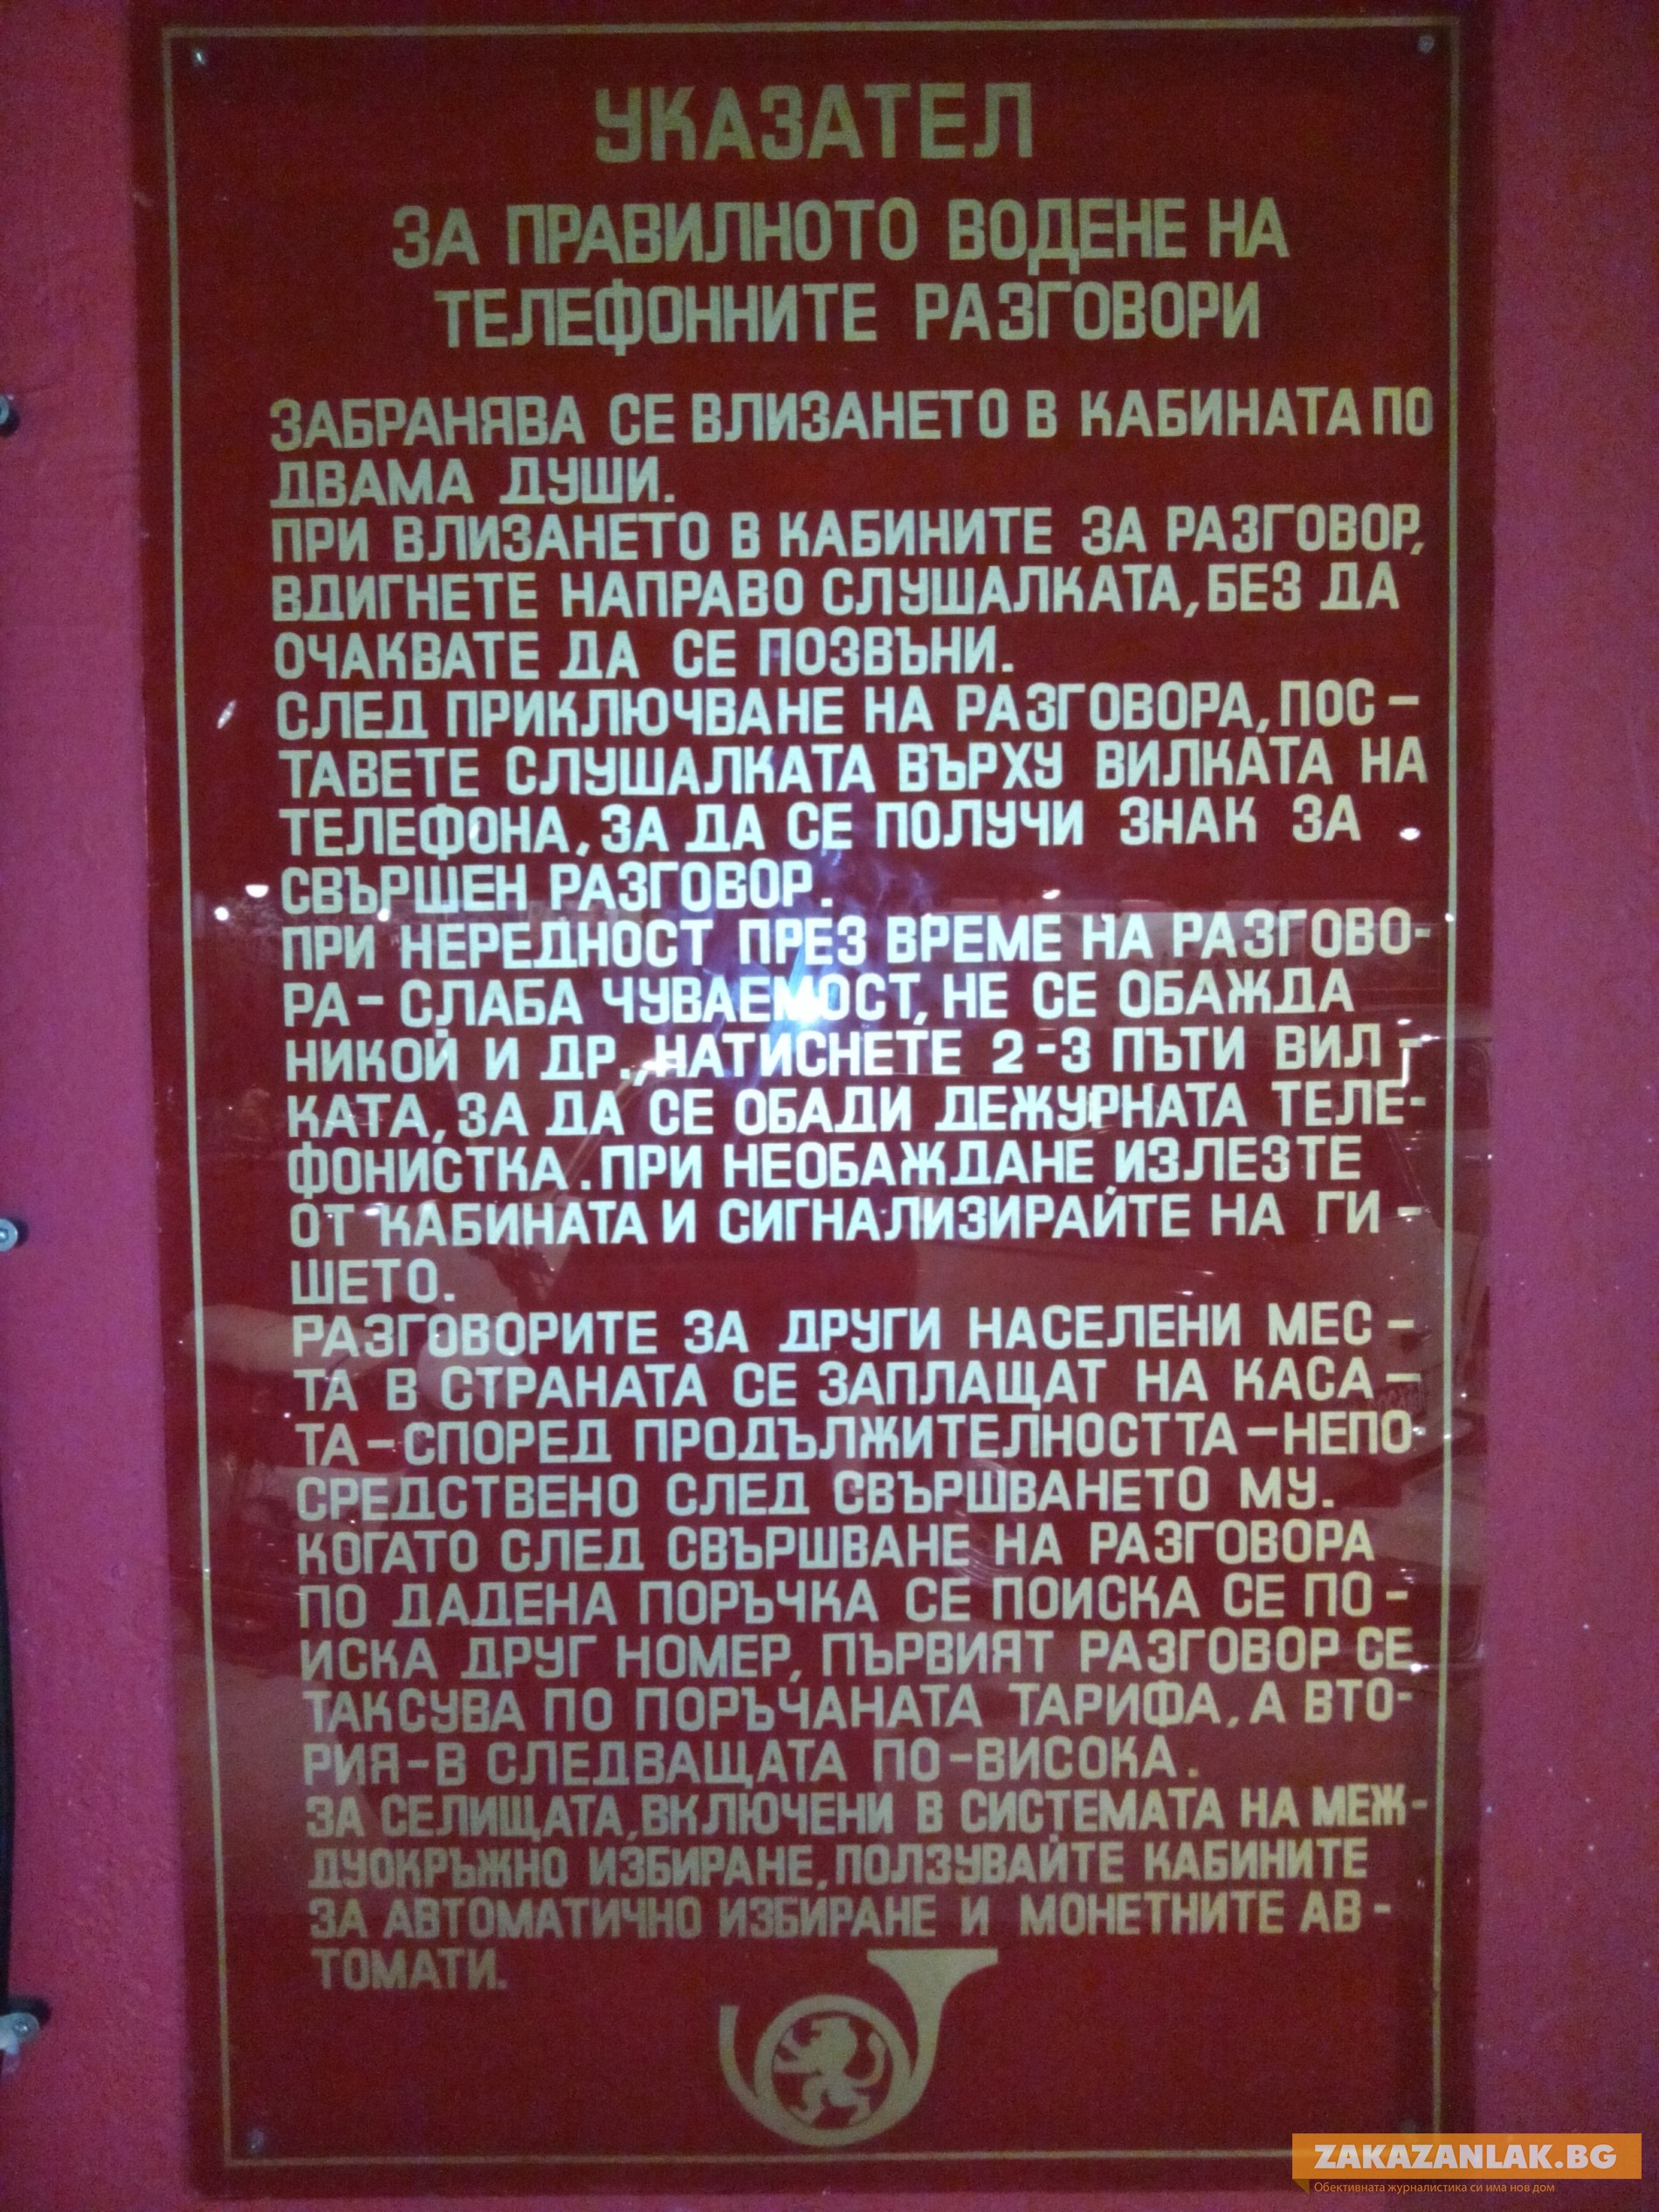 УКАЗАТЕЛ
ЗА ПРАВИЛНОТО ВОДЕНЕ НА
ТЕЛЕФОННИТЕ РАЗГОВОРИ
ЗАБРАНЯВА СЕ ВЛИЗАНЕТО В КАБИНАТА ПО
ДВАМА ДУШИ.
ПРИ ВЛИЗАНЕТО В КАБИНИТЕ ЗА РАЗГОВОР,
ВДИГНЕТЕ НАПРАВО СЛУШАЛКАТА, БЕЗ ДА
ОЧАКВАТЕ ДА СЕ ПОЗВЪНИ.
СЛЕД ПРИКЛЮЧВАНЕ НА РАЗГОВОРА, ПОС –
ТАВЕТЕ СЛУШАЛКАТА ВЪРХУ ВИЛКАТА НА
ТЕЛЕФОНА, ЗА ДА СЕ ПОЛУЧИ ЗНАК ЗА
СВЪРШЕН РАЗГОВОР.
ПРИ НЕРЕДНОСТ ПРЕЗ ВРЕМЕ НА РАЗГОВО-
РА – СЛАБА ЧУВАЕМОСТ, НЕ СЕ ОБАЖДА
НИКОЙ И ДР., НАТИСНЕТЕ 2-3 ПЪТИ ВИЛ -
КАТА, ЗА ДА СЕ ОБАДИ ДЕЖУРНАТА ТЕЛЕ-
ФОНИСТКА. ПРИ НЕОБАЖДАНЕ ИЗЛЕЗТЕ
ОТ КАБИНАТА И СИГНАЛИЗИРАЙТЕ НА ГИ -
ШЕТО.
РАЗГОВОРИТЕ ЗА ДРУГИ НАСЕЛЕНИ МЕС –
ТА В СТРАНАТА СЕ ЗАПЛАЩАТ НА КАСА –
ТА – СПОРЕД ПРОДЪЛЖИТЕЛНОСТТА – НЕПО-
СРЕДСТВЕНО СЛЕД СВЪРШВАНЕТО МУ.
КОГАТО СЛЕД СВЪРШВАНЕ НА РАЗГОВОРА
ПО ДАДЕНА ПОРЪЧКА СЕ ПОИСКА СЕ ПО -
ИСКА ДРУГ НОМЕР, ПЪРВИЯТ РАЗГОВОР СЕ
ТАКСУВА ПО ПОРЪЧАНАТА ТАРИФА, А ВТО-
РИЯ-В СЛЕДВАЩАТА ПО-ВИСОКА.
ЗА СЕЛИЩАТА, ВКЛЮЧЕНИ В СИСТЕМАТА НА МЕЖ-
ДУОКРЪЖНО ИЗБИРАНЕ, ПОЛЗУВАЙТЕ КАБИНИТЕ
ЗА АВТОМАТИЧНО ИЗБИРАНЕ И МОНЕТНИТЕ АВ -
ТОМАТИ.
ZAKAZANLAK.BG
Обективната журналистика си има нов дом